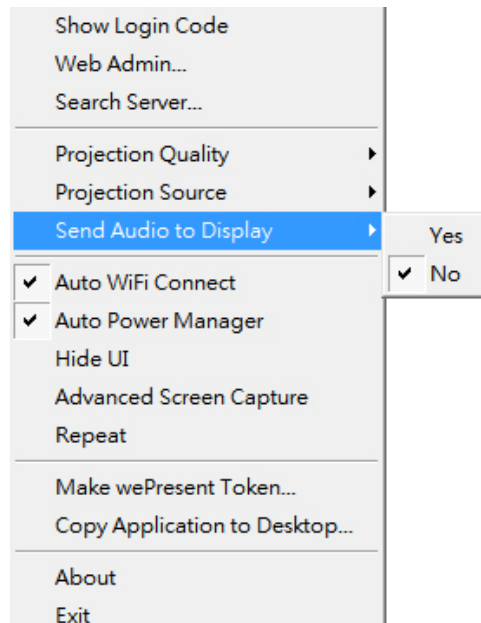 Show Login Code
Web Admin...
Search Server...
Projection Quality
Projection Source
Send Audio to Display
Yes
No
Auto WiFi Connect
Auto Power Manager
Hide UI
Advanced Screen Capture
Repeat
Make wePresent Token...
Copy Application to Desktop...
About
Exit